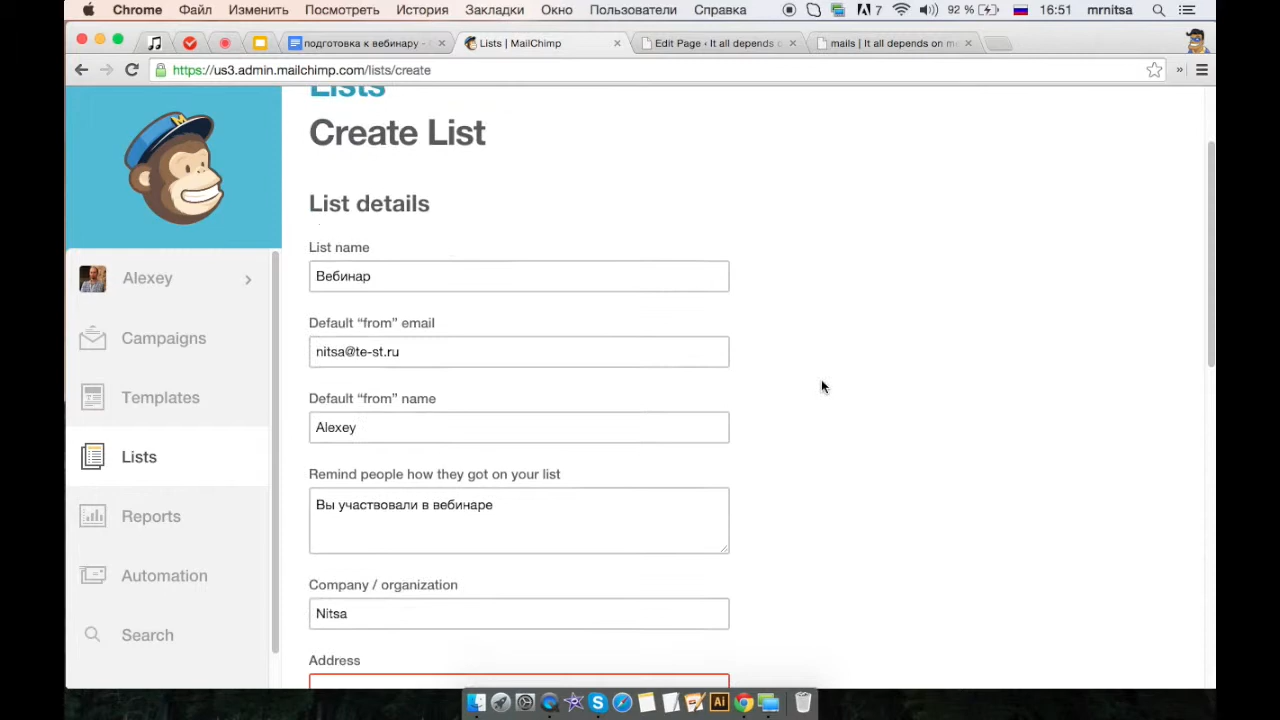 Chrome Файл Изменить Посмотреть История Закладки Окно Пользователи Справка 7 92 % 16:51 mrnitsa
подготовка к вебинару - Lists | MailChimp Edit Page ‹ It all depends o mails | It all depends on me
https://us3.admin.mailchimp.com/lists/create
Lists
Create List
List details
List name
Вебинар
Default “from” email
nitsa@te-st.ru
Default “from” name
Alexey
Remind people how they got on your list
Вы участвовали в вебинаре
Company / organization
Nitsa
Address
M
Alexey
Campaigns
Templates
Lists
Reports
Automation
Search
Ai